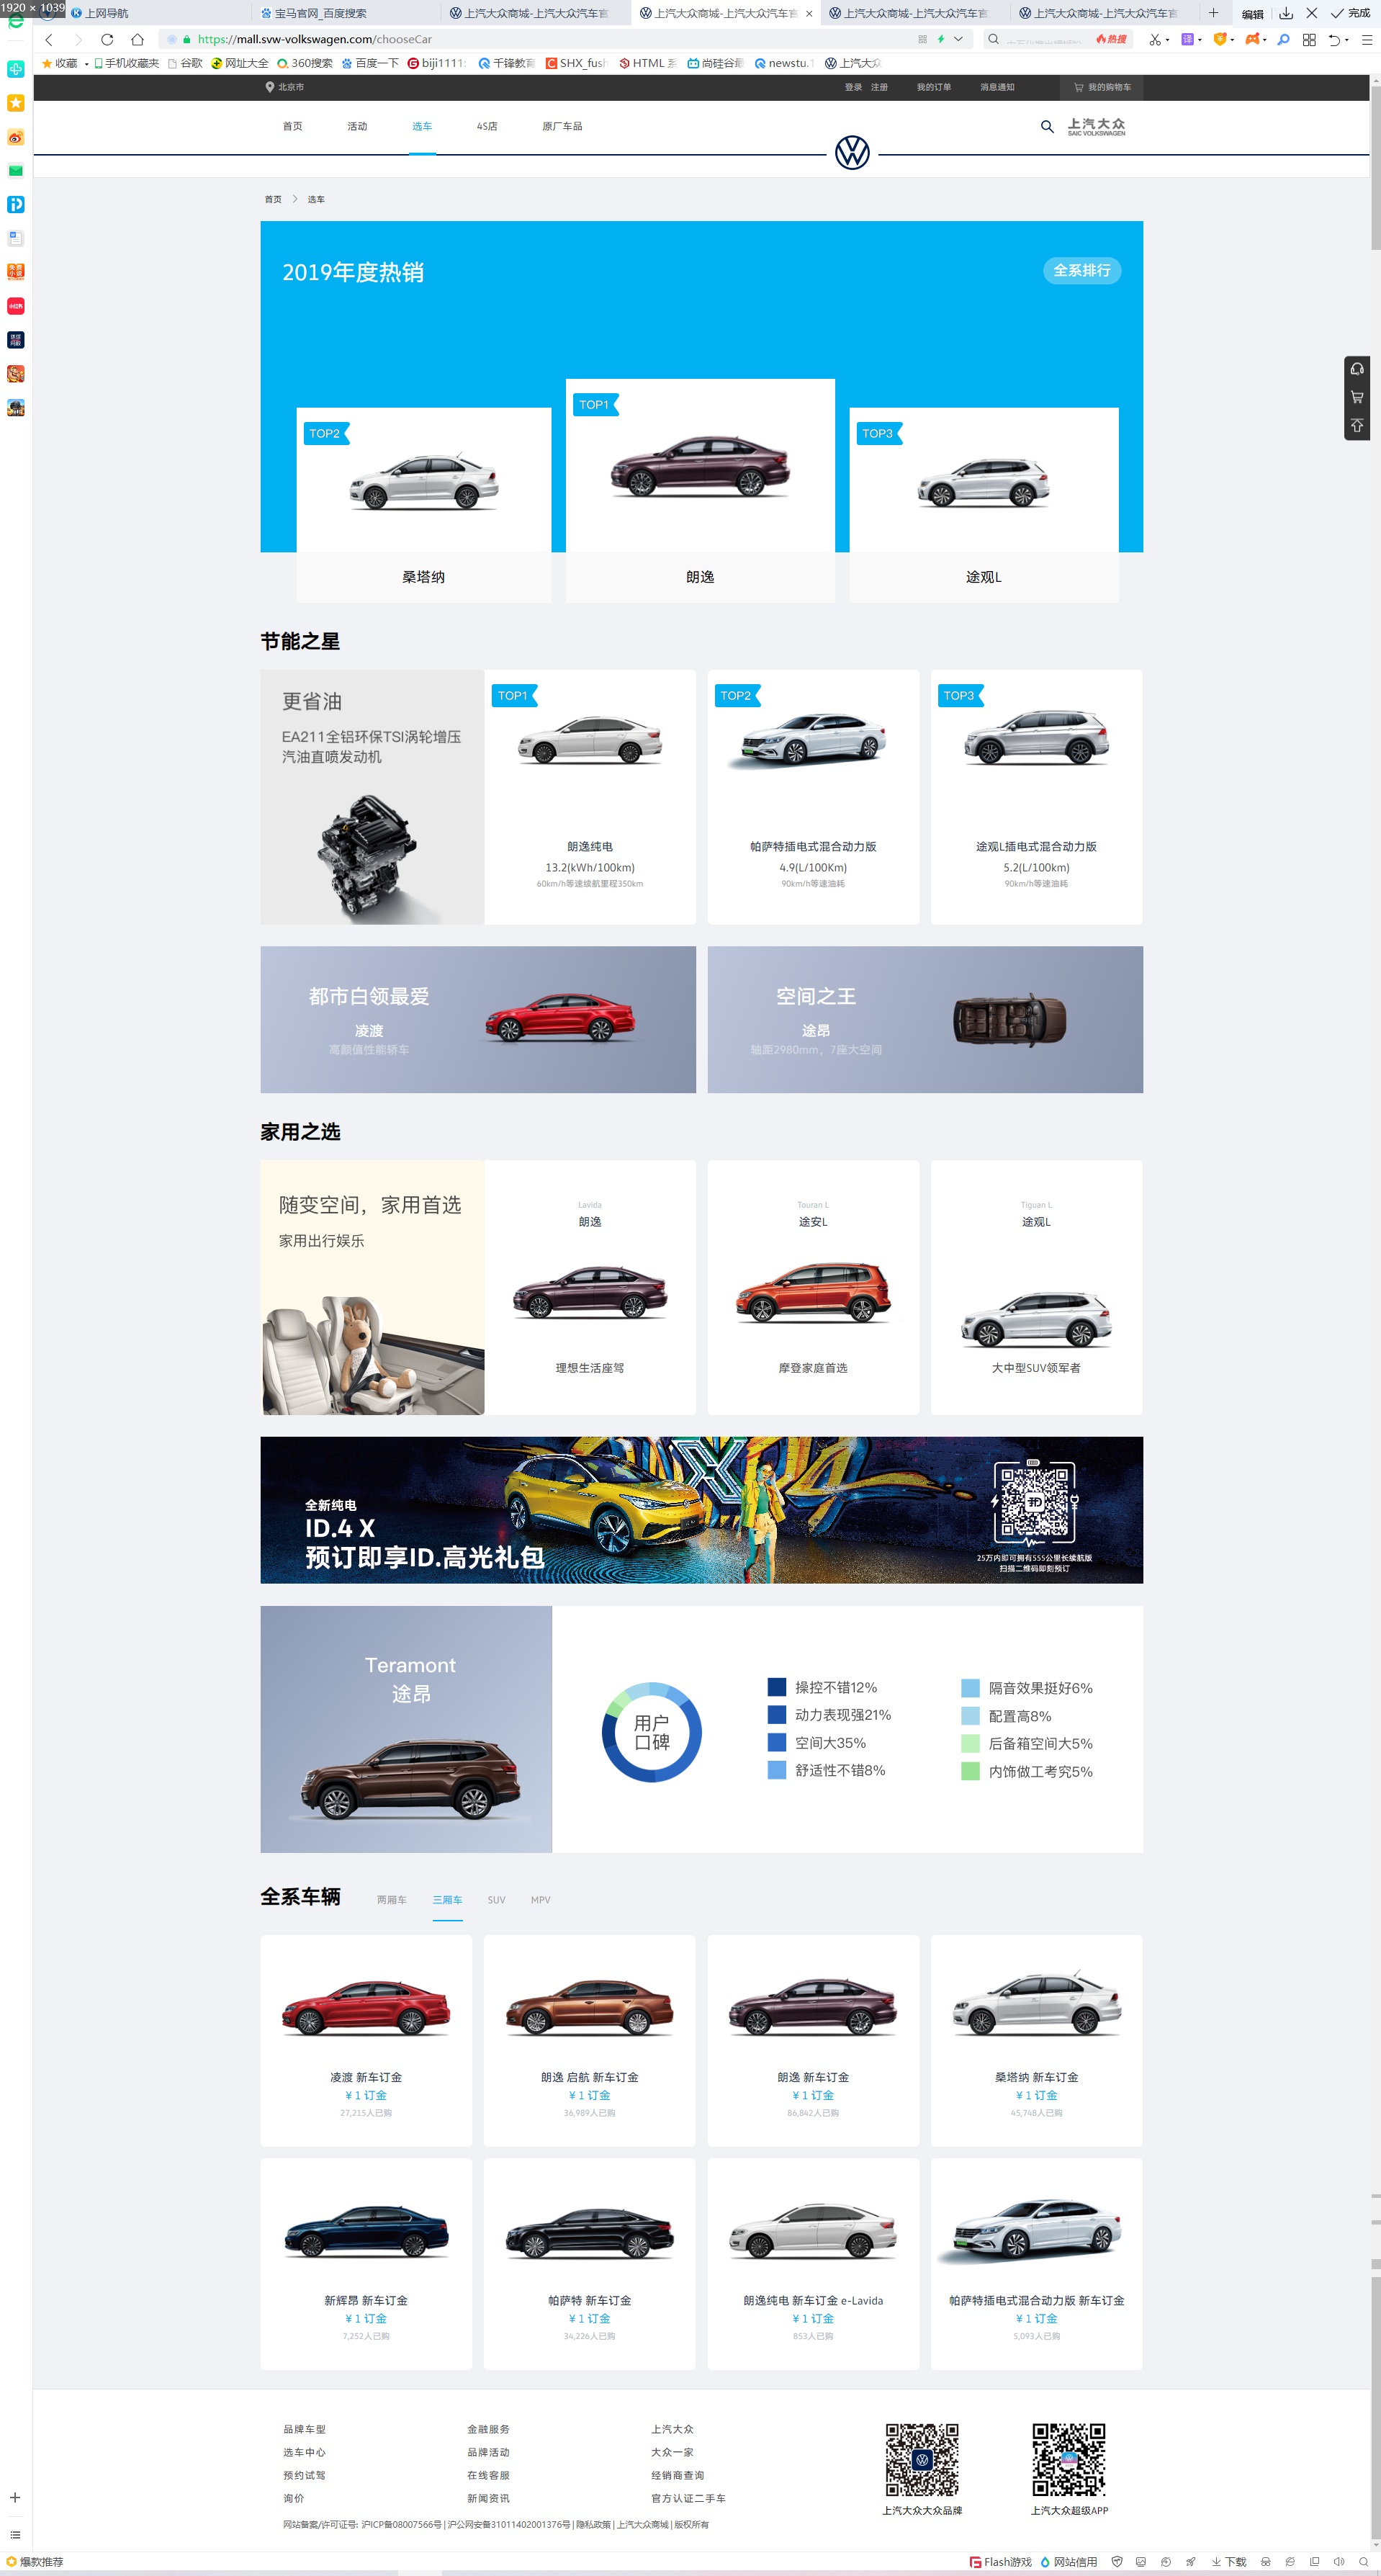 1920 × 1039
上网导航
宝马官网_百度搜索
上汽大众商城-上汽大众汽车官
上汽大众商城-上汽大众汽车官
上汽大众商城-上汽大众汽车官
上汽大众商城-上汽大众汽车官
编辑
完成
https://mall.svw-volkswagen.com/chooseCar
热搜
收藏
手机收藏夹
谷歌
网址大全
360搜索
百度一下
biji1111
千锋教育
SHX_fush
HTML 系
尚硅谷最
newstu.1
上汽大众
北京市
登录
注册
我的订单
消息通知
我的购物车
首页
活动
选车
4S店
原厂车品
上汽大众
SAIC VOLKSWAGEN
首页
选车
2019年度热销
全系排行
TOP2
TOP1
TOP3
桑塔纳
朗逸
途观L
节能之星
更省油
EA211全铝环保TSI涡轮增压
汽油直喷发动机
TOP1
朗逸纯电
13.2(kWh/100km)
60km/h等速续航里程350km
TOP2
帕萨特插电式混合动力版
4.9(L/100Km)
90km/h等速油耗
TOP3
途观L插电式混合动力版
5.2(L/100km)
90km/h等速油耗
都市白领最爱
凌渡
高颜值性能轿车
空间之王
途昂
轴距2980mm，7座大空间
家用之选
随变空间，家用首选
家用出行娱乐
Lavida
朗逸
理想生活座驾
Touran L
途安L
摩登家庭首选
Tiguan L
途观L
大中型SUV领军者
全新纯电
ID.4 X
预订即享ID.高光礼包
25万内即可拥有555公里长续航版
扫描二维码即刻预订
Teramont
途昂
用户
口碑
操控不错12%
动力表现强21%
空间大35%
舒适性不错8%
隔音效果挺好6%
配置高8%
后备箱空间大5%
内饰做工考究5%
全系车辆
两厢车
三厢车
SUV
MPV
凌渡 新车订金
¥ 1 订金
27,215人已购
朗逸 启航 新车订金
¥ 1 订金
36,989人已购
朗逸 新车订金
¥ 1 订金
86,842人已购
桑塔纳 新车订金
¥ 1 订金
45,748人已购
新辉昂 新车订金
¥ 1 订金
7,252人已购
帕萨特 新车订金
¥ 1 订金
34,226人已购
朗逸纯电 新车订金 e-Lavida
¥ 1 订金
853人已购
帕萨特插电式混合动力版 新车订金
¥ 1 订金
5,093人已购
品牌车型
选车中心
预约试驾
询价
金融服务
品牌活动
在线客服
新闻资讯
上汽大众
大众一家
经销商查询
官方认证二手车
上汽大众大众品牌
上汽大众超级APP
网站备案/许可证号: 沪ICP备08007566号 | 沪公网安备31011402001376号 | 隐私政策 | 上汽大众商城 | 版权所有
爆款推荐
Flash游戏
网站信用
下载